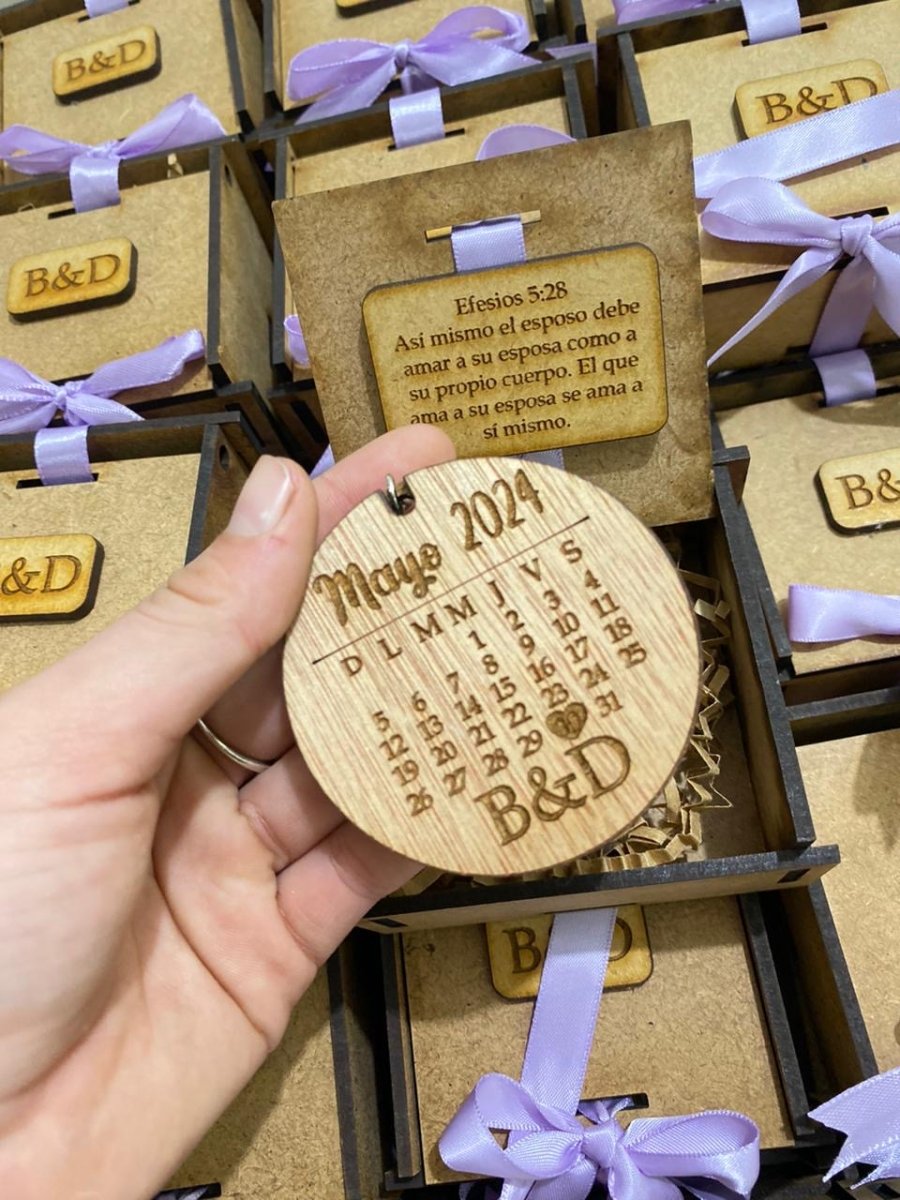 B&D
B&D
B&D
Efesios 5:28
Así mismo el esposo debe
amar a su esposa como a
su propio cuerpo. El que
ama a su esposa se ama a
sí mismo.
Mayo 2024
D L M M J V S
1 2 3 4
5 6 7 8 9 10 11
12 13 14 15 16 17 18
19 20 21 22 23 24 25
26 27 28 29 30 31
B&D
B&
&D
B D